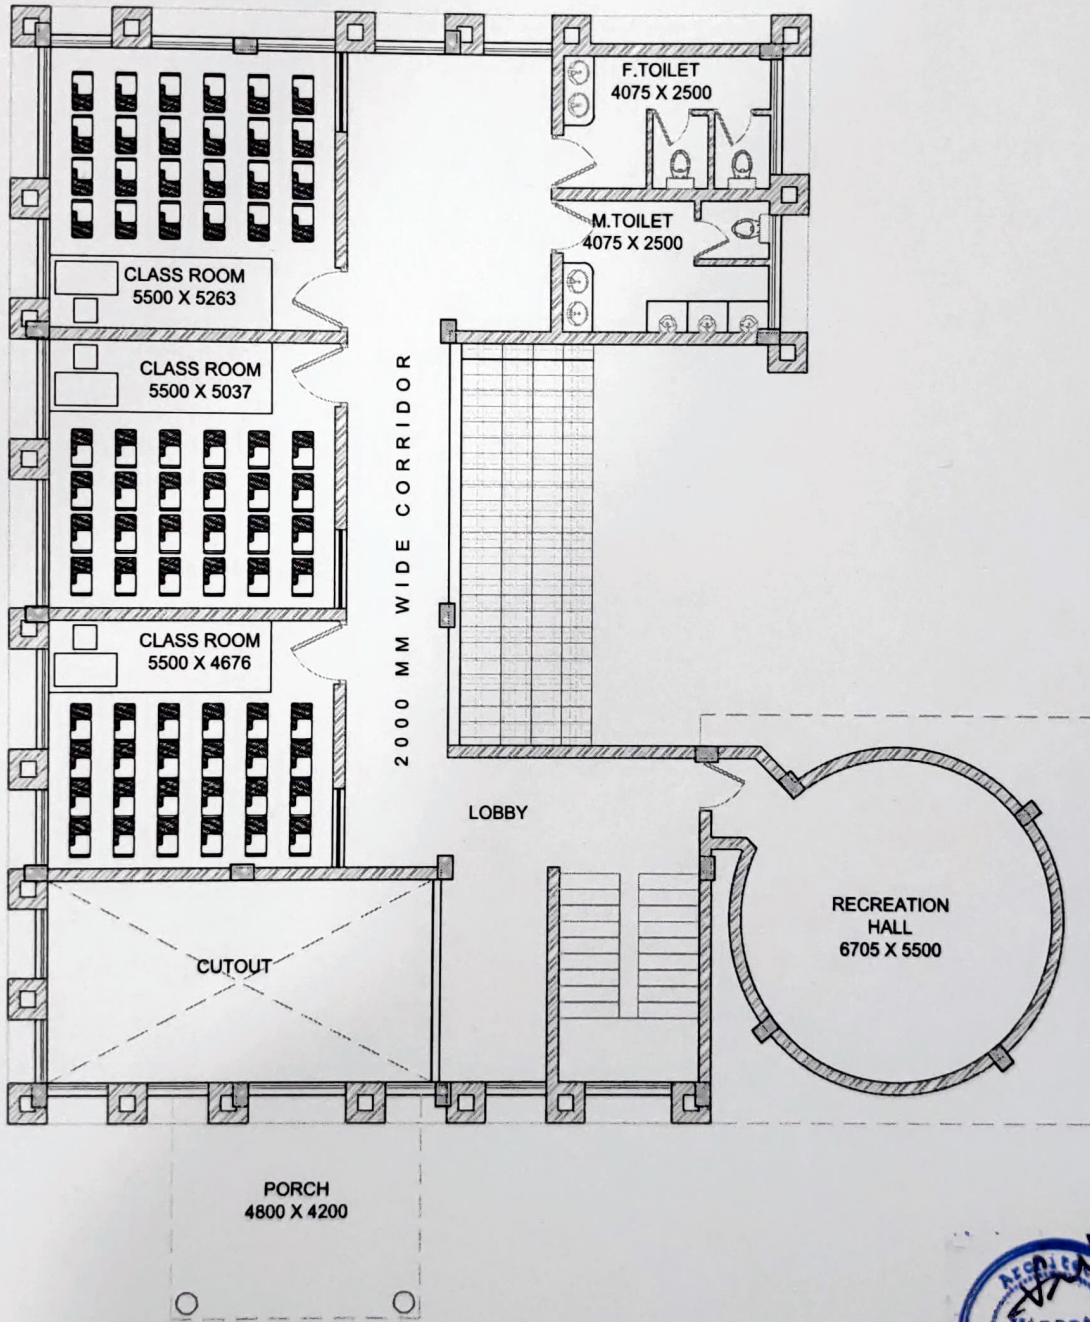 F.TOILET
4075 X 2500
M.TOILET
4075 X 2500
CLASS ROOM
5500 X 5263
CLASS ROOM
5500 X 5037
2000 MM WIDE CORRIDOR
CLASS ROOM
5500 X 4676
LOBBY
RECREATION
HALL
6705 X 5500
CUTOUT
PORCH
4800 X 4200